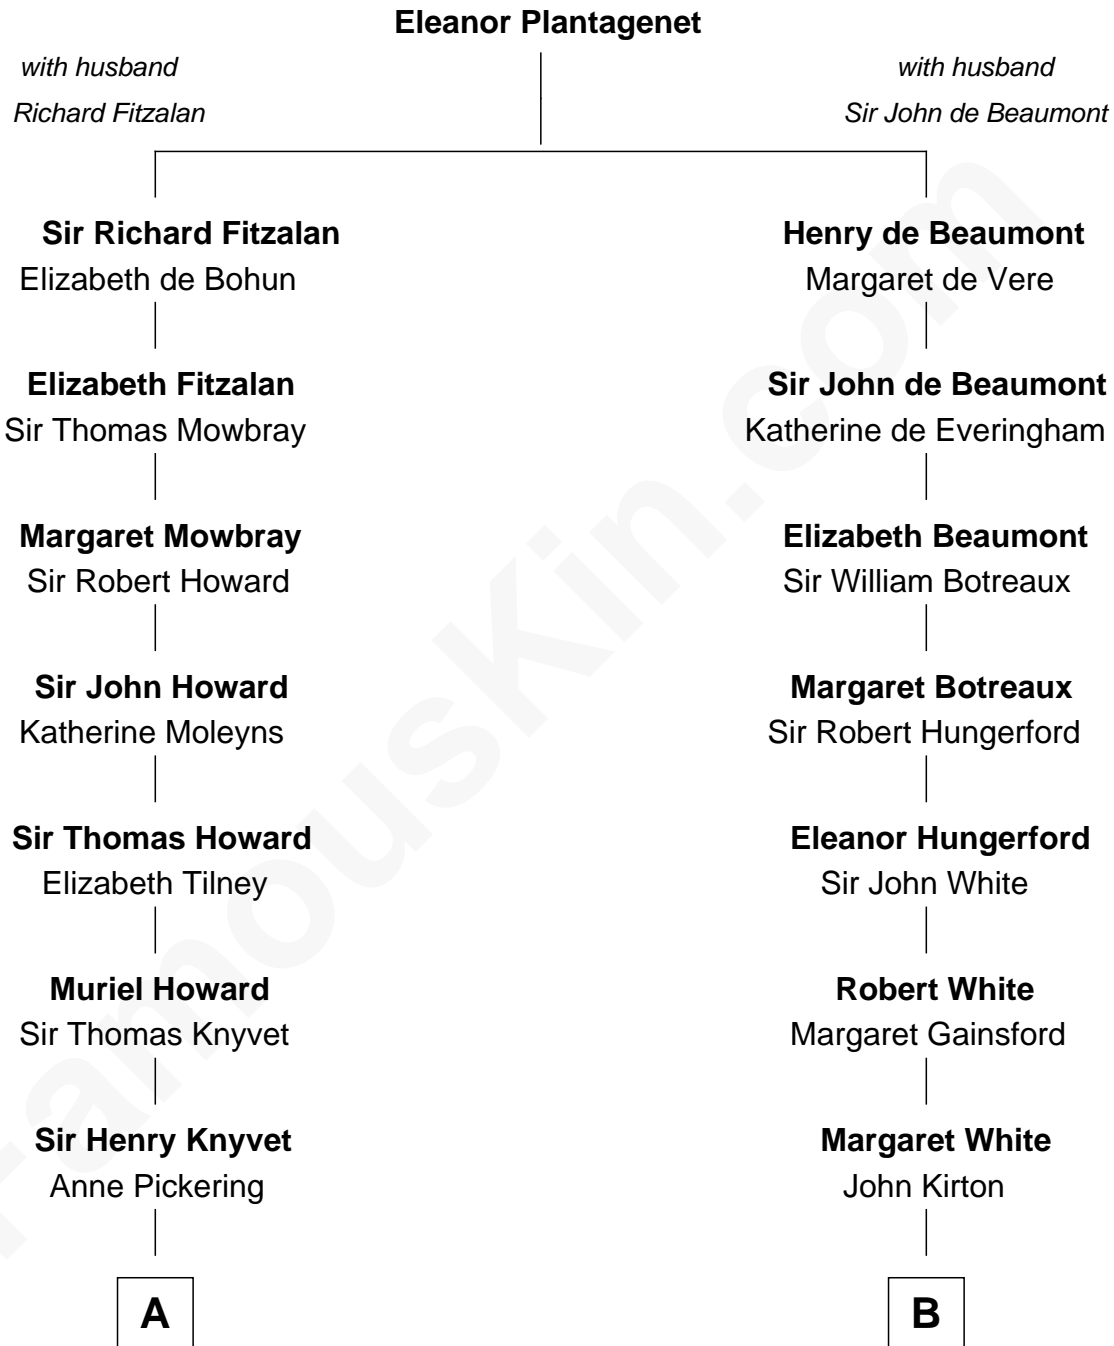 Eleanor Plantagenet
with husband
Richard Fitzalan
with husband
Sir John de Beaumont
Sir Richard Fitzalan
Elizabeth de Bohun
Henry de Beaumont
Margaret de Vere
Elizabeth Fitzalan
Sir Thomas Mowbray
Sir John de Beaumont
Katherine de Everingham
Margaret Mowbray
Sir Robert Howard
Elizabeth Beaumont
Sir William Botreaux
Sir John Howard
Katherine Moleyns
Margaret Botreaux
Sir Robert Hungerford
Sir Thomas Howard
Elizabeth Tilney
Eleanor Hungerford
Sir John White
Muriel Howard
Sir Thomas Knyvet
Robert White
Margaret Gainsford
Sir Henry Knyvet
Anne Pickering
Margaret White
John Kirton
A
B
FamousKin.com